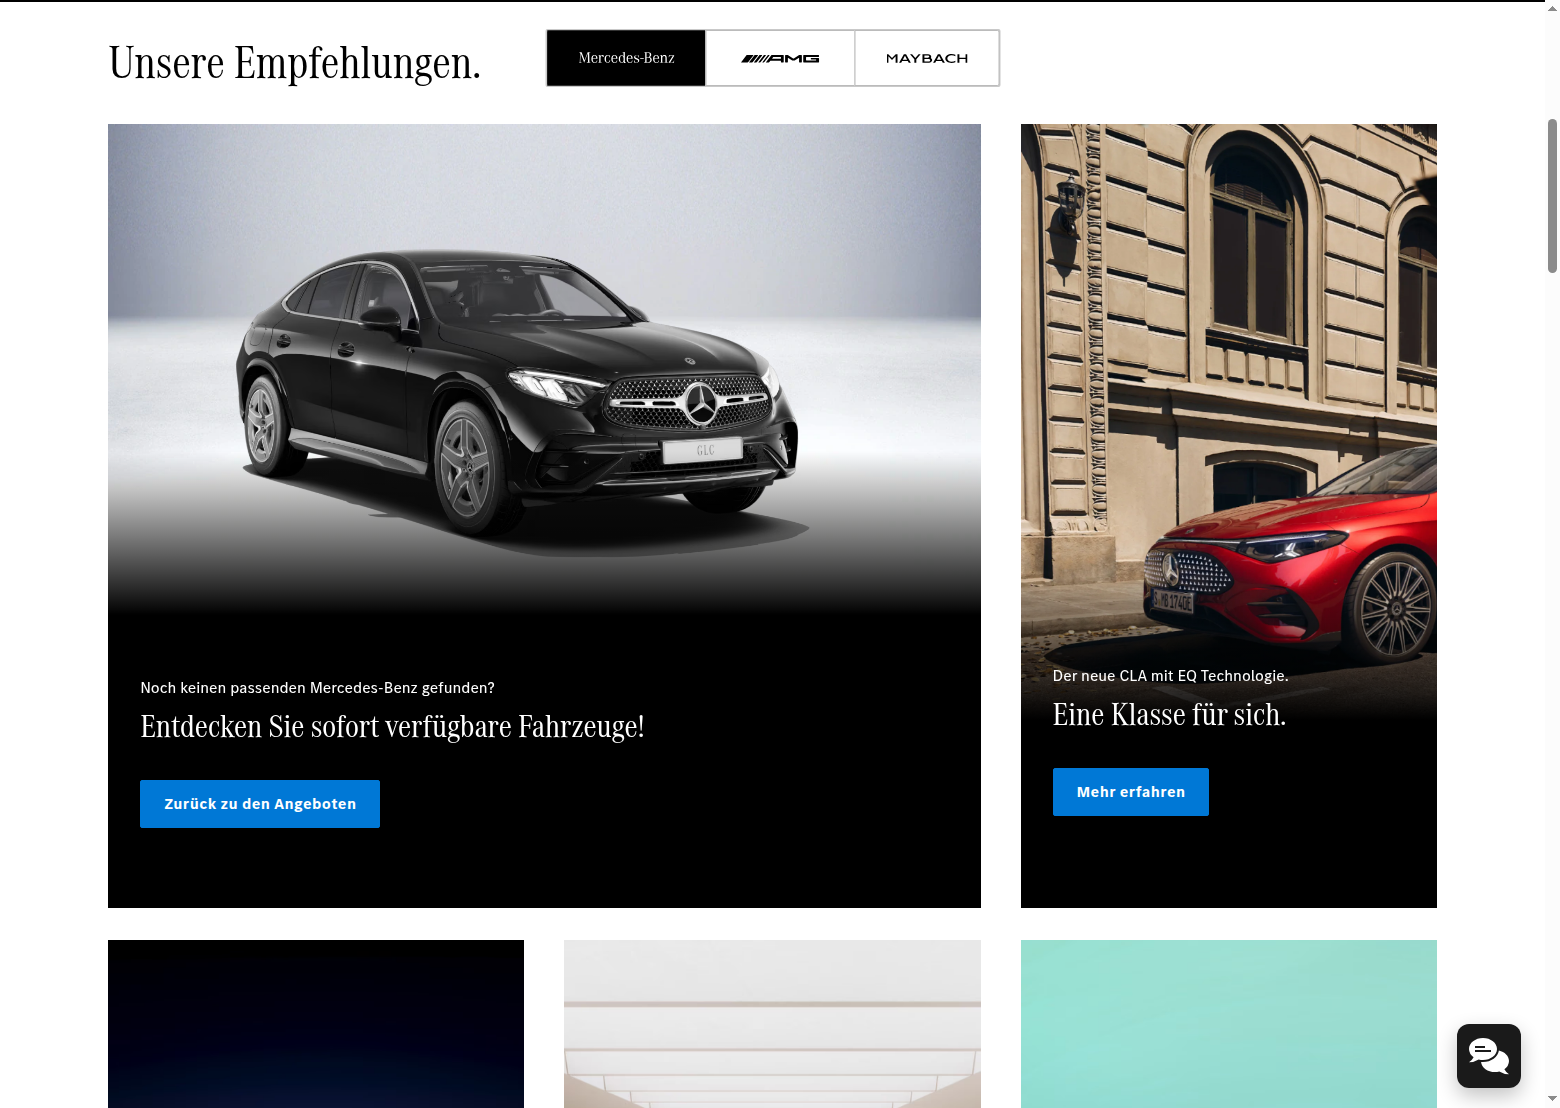 Unsere Empfehlungen.
Mercedes-Benz
AMG
MAYBACH
GLC
Noch keinen passenden Mercedes-Benz gefunden?
Entdecken Sie sofort verfügbare Fahrzeuge!
Zurück zu den Angeboten
S MB 1740E
Der neue CLA mit EQ Technologie.
Eine Klasse für sich.
Mehr erfahren